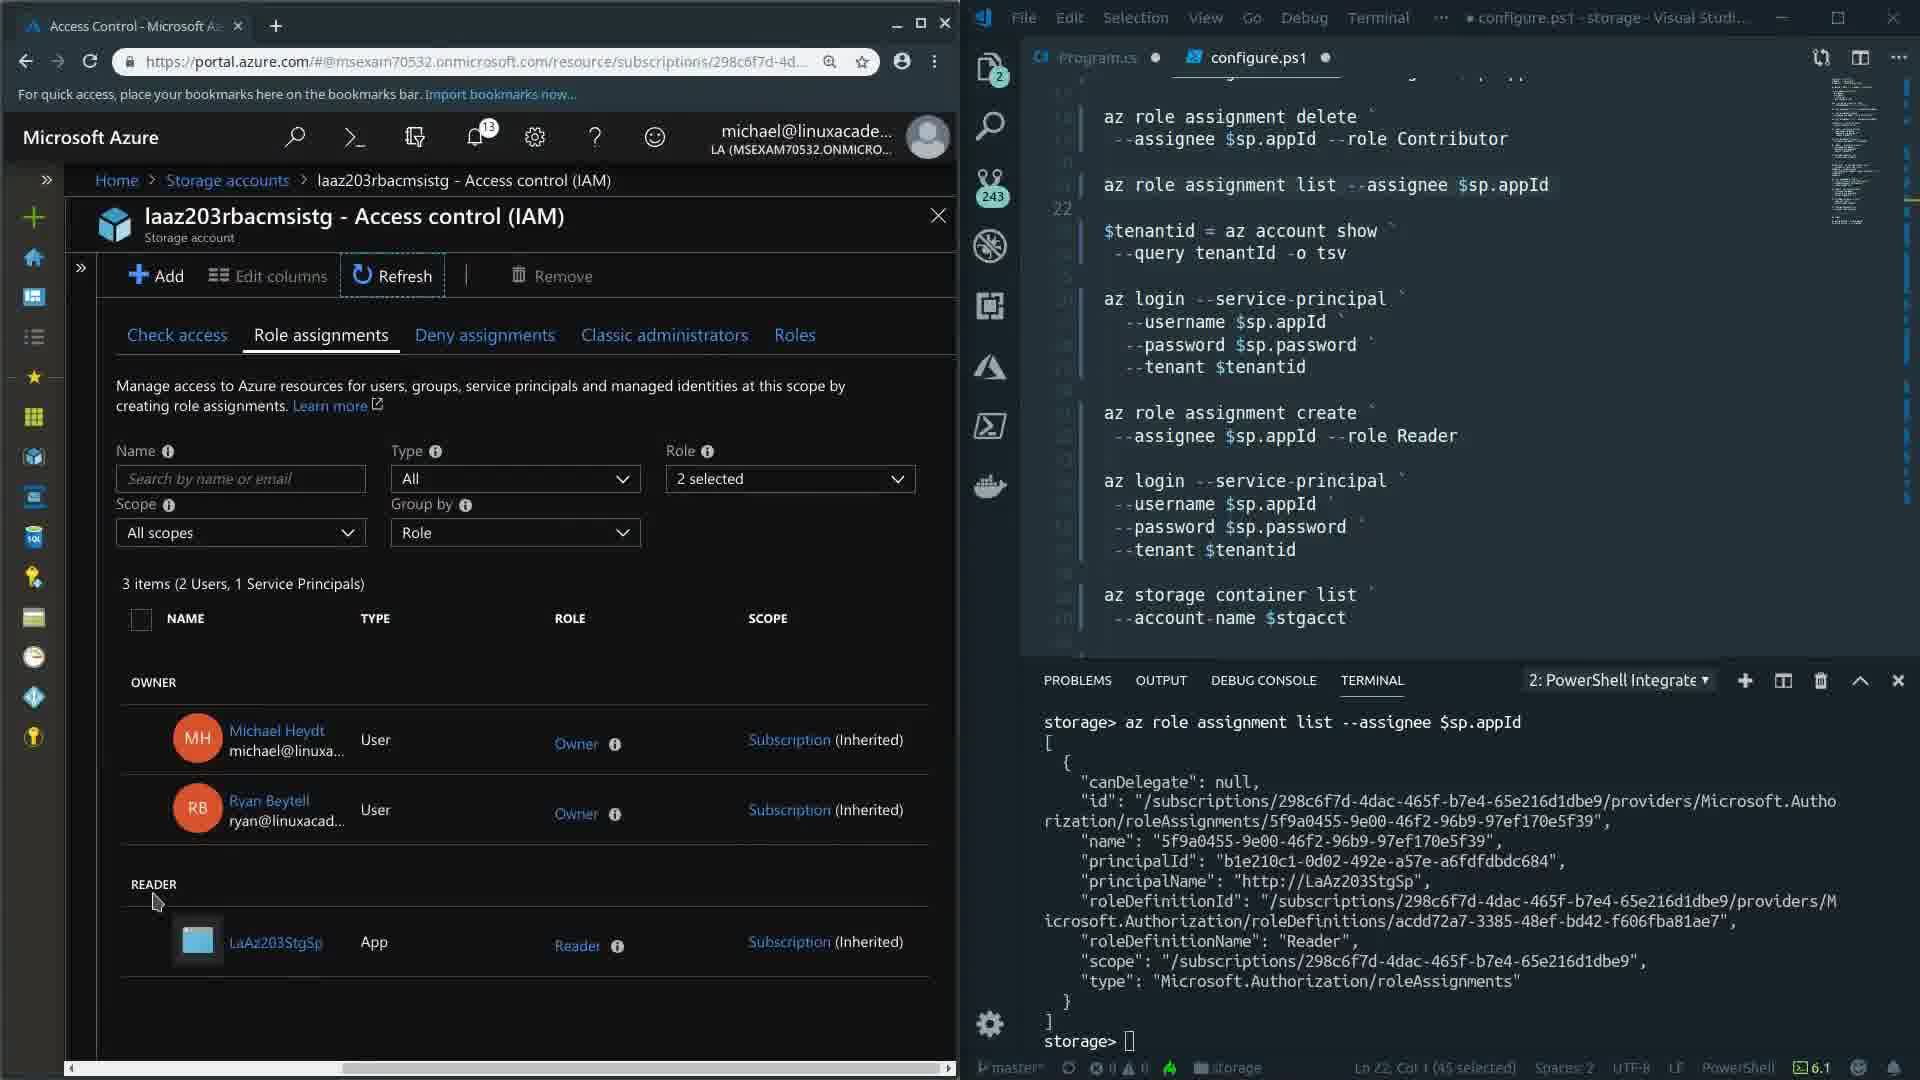 Access Control - Microsoft Az
https://portal.azure.com/#@msexam70532.onmicrosoft.com/resource/subscriptions/298c6f7d-4d...
For quick access, place your bookmarks here on the bookmarks bar. Import bookmarks now...
Microsoft Azure
13
michael@linuxacade...
LA (MSEXAM70532.ONMICRO...
Home > Storage accounts > laaz203rbacmsistg - Access control (IAM)
laaz203rbacmsistg - Access control (IAM)
Storage account
Add
Edit columns
Refresh
Remove
Check access
Role assignments
Deny assignments
Classic administrators
Roles
Manage access to Azure resources for users, groups, service principals and managed identities at this scope by
creating role assignments. Learn more
Name
Type
Role
Search by name or email
All
2 selected
Scope
Group by
All scopes
Role
3 items (2 Users, 1 Service Principals)
NAME TYPE ROLE SCOPE
OWNER
MH
Michael Heydt
michael@linuxa...
User
Owner
Subscription (Inherited)
RB
Ryan Beytell
ryan@linuxacad...
User
Owner
Subscription (Inherited)
READER
LaAz203StgSp
App
Reader
Subscription (Inherited)
SQL
File Edit Selection View Go Debug Terminal ··· ● configure.ps1 - storage - Visual Studi...
Program.cs ●
configure.ps1 ●
2
243
az role assignment delete `
--assignee $sp.appId --role Contributor
az role assignment list --assignee $sp.appId
22
$tenantid = az account show `
--query tenantId -o tsv
az login --service-principal `
--username $sp.appId `
--password $sp.password `
--tenant $tenantid
az role assignment create `
--assignee $sp.appId --role Reader
az login --service-principal `
--username $sp.appId `
--password $sp.password `
--tenant $tenantid
az storage container list `
--account-name $stgacct
PROBLEMS OUTPUT DEBUG CONSOLE TERMINAL
2: PowerShell Integrate
storage> az role assignment list --assignee $sp.appId
[
{
"canDelegate": null,
"id": "/subscriptions/298c6f7d-4dac-465f-b7e4-65e216d1dbe9/providers/Microsoft.Autho
rization/roleAssignments/5f9a0455-9e00-46f2-96b9-97ef170e5f39",
"name": "5f9a0455-9e00-46f2-96b9-97ef170e5f39",
"principalId": "b1e210c1-0d02-492e-a57e-a6fdfdbdc684",
"principalName": "http://LaAz203StgSp",
"roleDefinitionId": "/subscriptions/298c6f7d-4dac-465f-b7e4-65e216d1dbe9/providers/M
icrosoft.Authorization/roleDefinitions/acdd72a7-3385-48ef-bd42-f606fba81ae7",
"roleDefinitionName": "Reader",
"scope": "/subscriptions/298c6f7d-4dac-465f-b7e4-65e216d1dbe9",
"type": "Microsoft.Authorization/roleAssignments"
}
]
storage>
master*
0
0
storage
Ln 22, Col 1 (45 selected)
Spaces: 2
UTF-8
LF
PowerShell
6.1